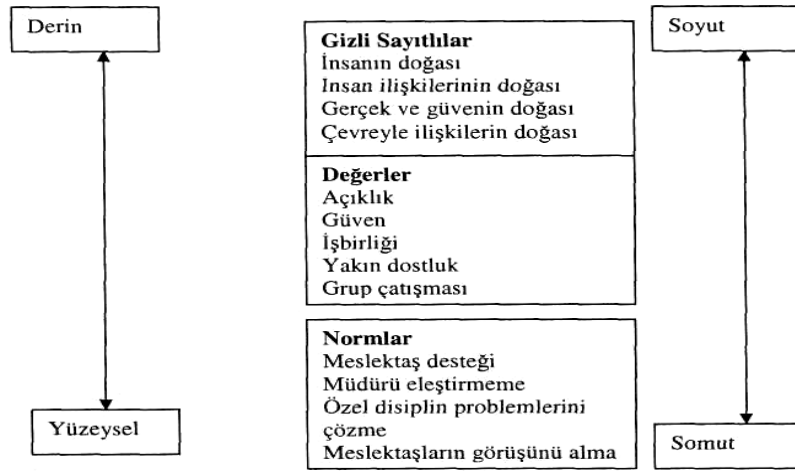 Derin
Soyut
Gizli Sayıtlılar
İnsanın doğası
Insan ilişkilerinin doğası
Gerçek ve güvenin doğası
Çevreyle ilişkilerin doğası
Değerler
Açıklık
Güven
İşbirliği
Yakın dostluk
Grup çatışması
Normlar
Meslektaş desteği
Müdürü eleştirmeme
Özel disiplin problemlerini
çözme
Meslektaşların görüşünü alma
Yüzeysel
Somut